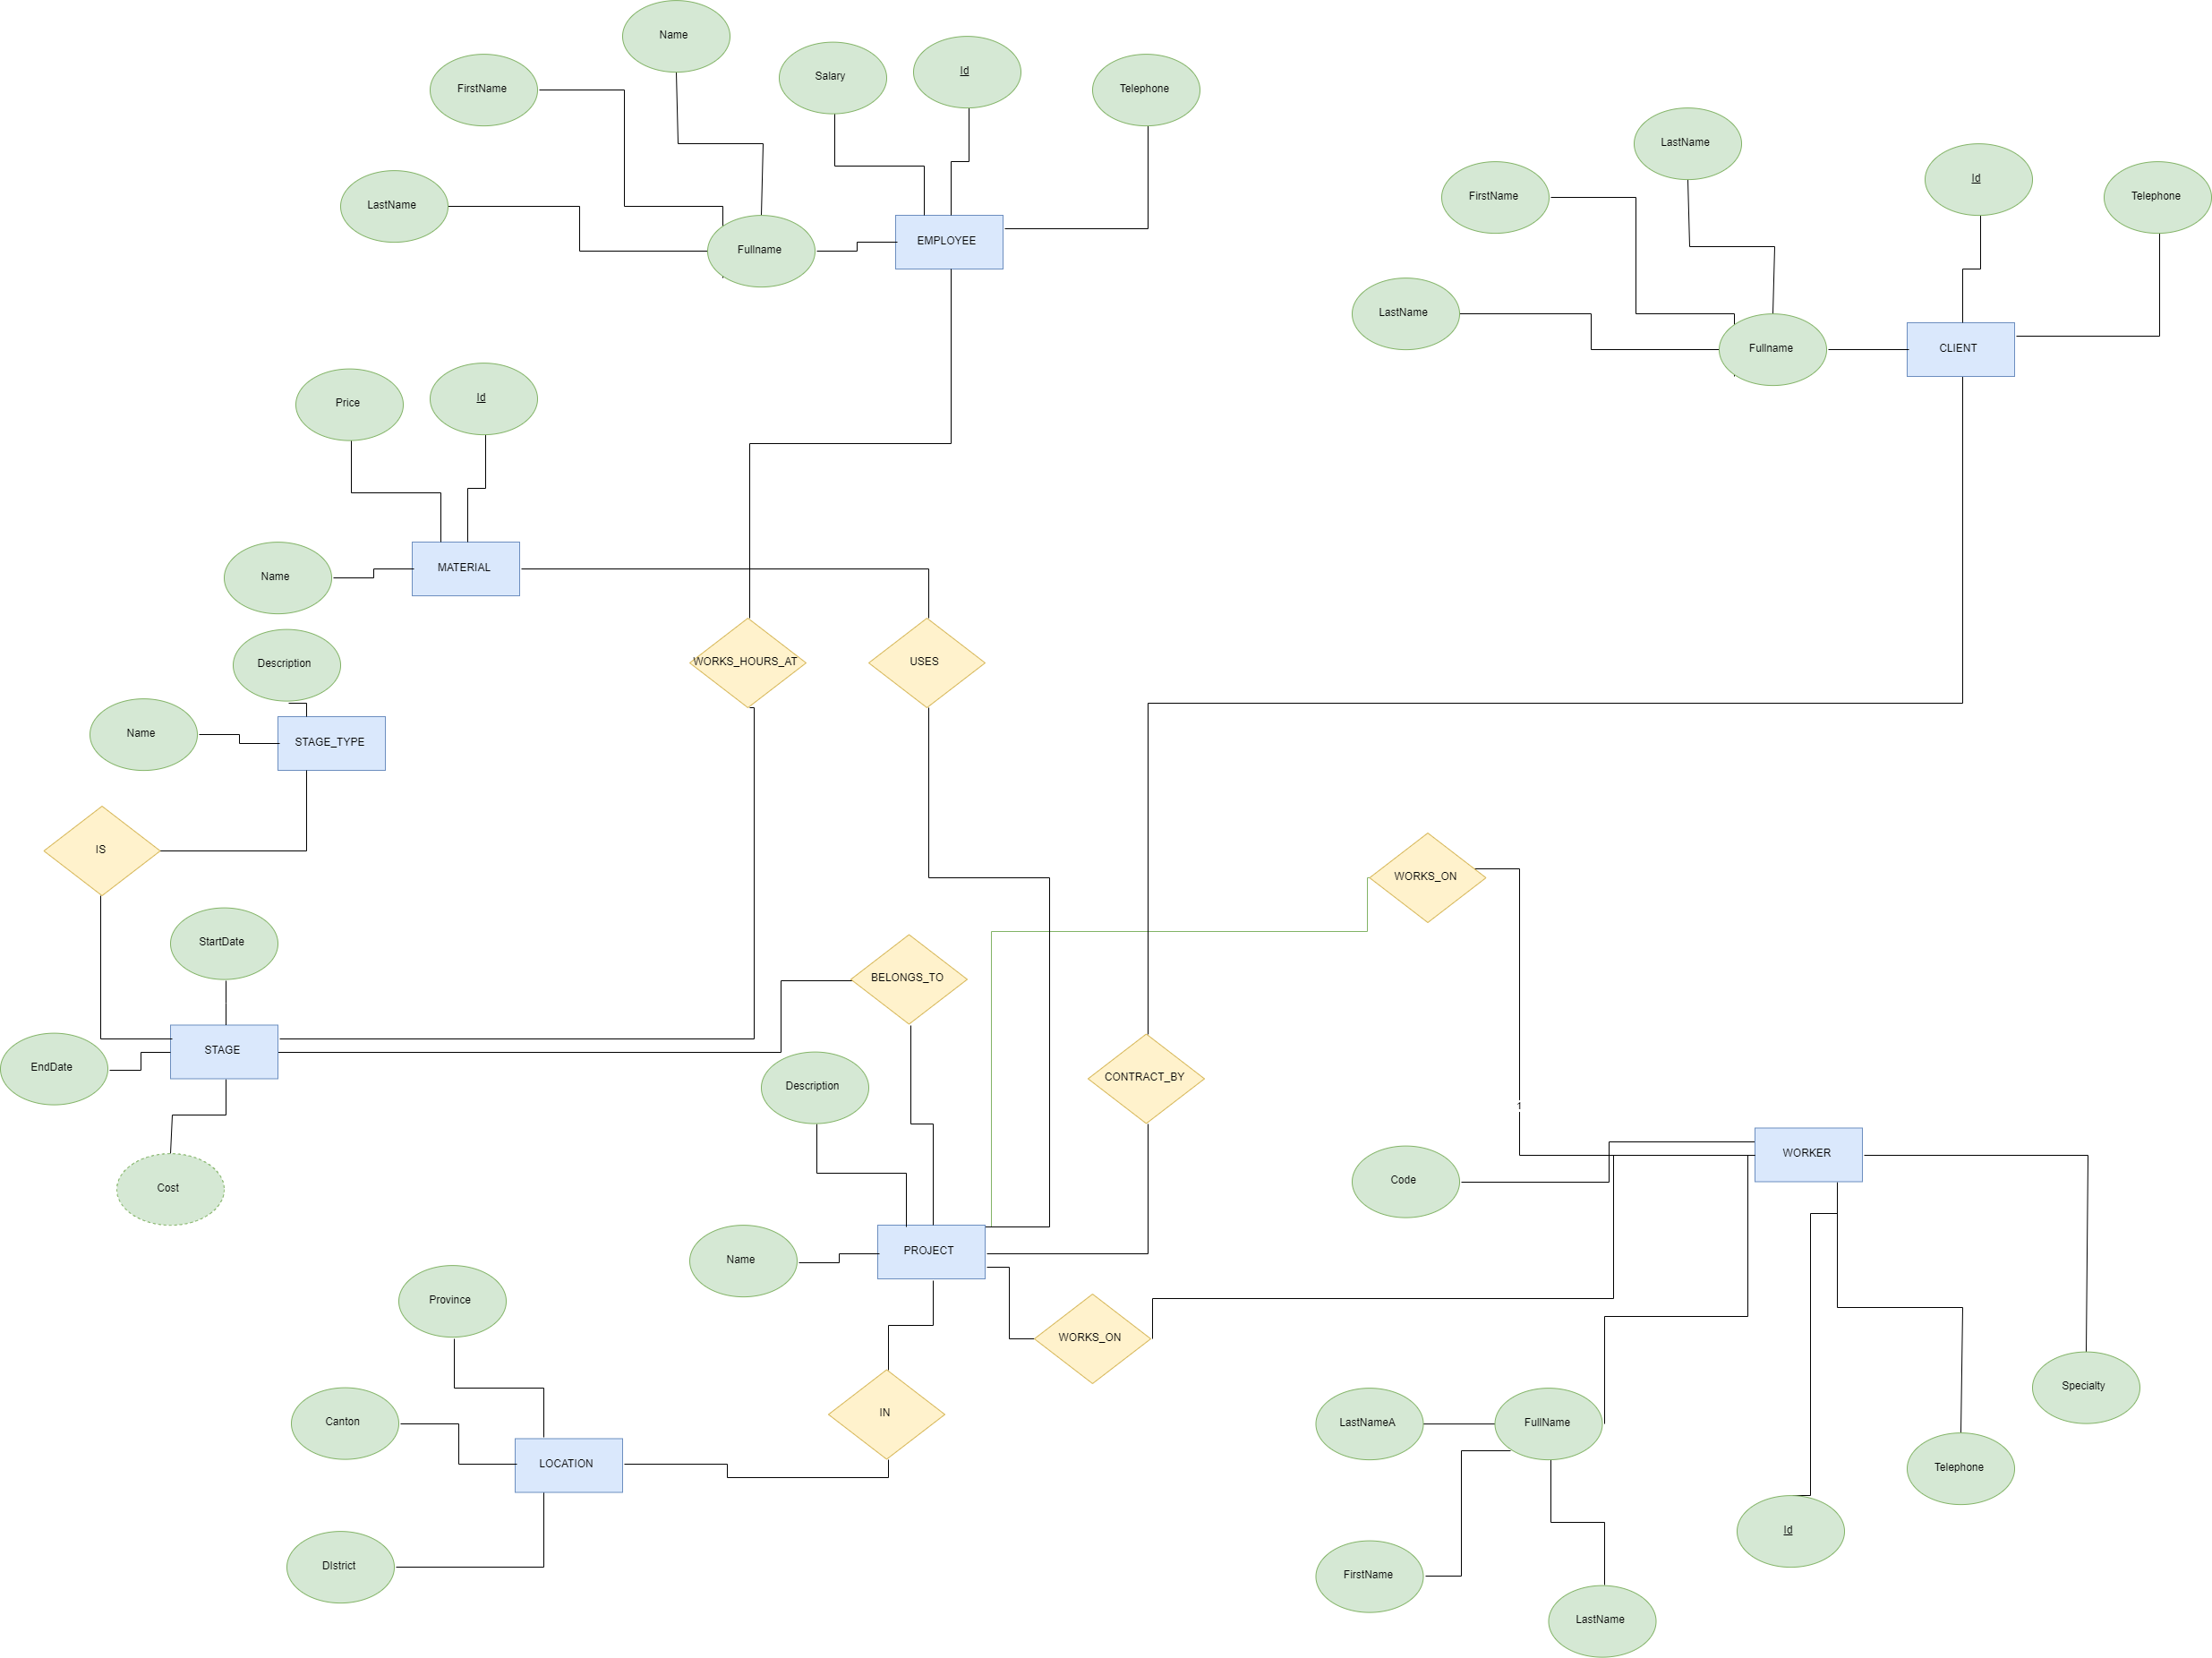 Name
Salary
Id
FirstName
Telephone
LastName
Fullname
EMPLOYEE
LastName
FirstName
Id
Telephone
LastName
Fullname
CLIENT
Price
Id
Name
MATERIAL
Description
WORKS_HOURS_AT
USES
Name
STAGE_TYPE
IS
WORKS_ON
StartDate
BELONGS_TO
EndDate
STAGE
Description
CONTRACT_BY
1
Cost
Code
WORKER
Name
PROJECT
Province
WORKS_ON
Canton
IN
LOCATION
LastNameA
FullName
Specialty
Telephone
DIstrict
FirstName
Id
LastName